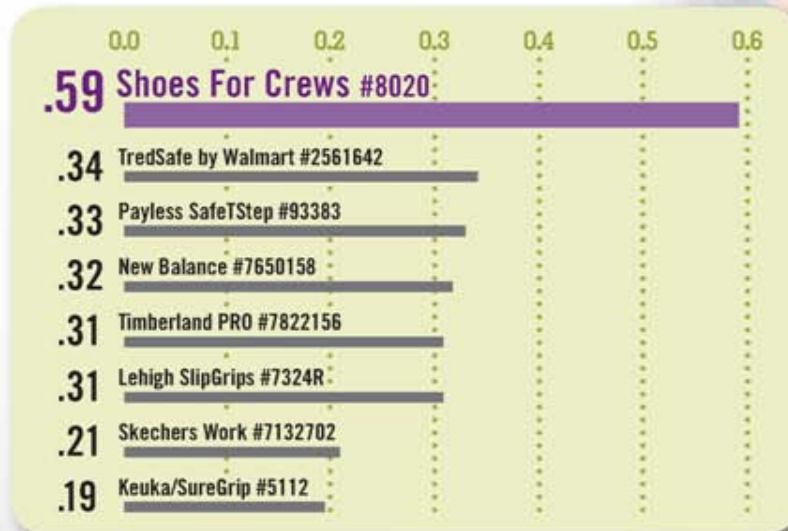 0.0 0.1 0.2 0.3 0.4 0.5 0.6
.59 Shoes For Crews #8020
.34 TredSafe by Walmart #2561642
.33 Payless SafeTStep #93383
.32 New Balance #7650158
.31 Timberland PRO #7822156
.31 Lehigh SlipGrips #7324R
.21 Skechers Work #7132702
.19 Keuka/SureGrip #5112